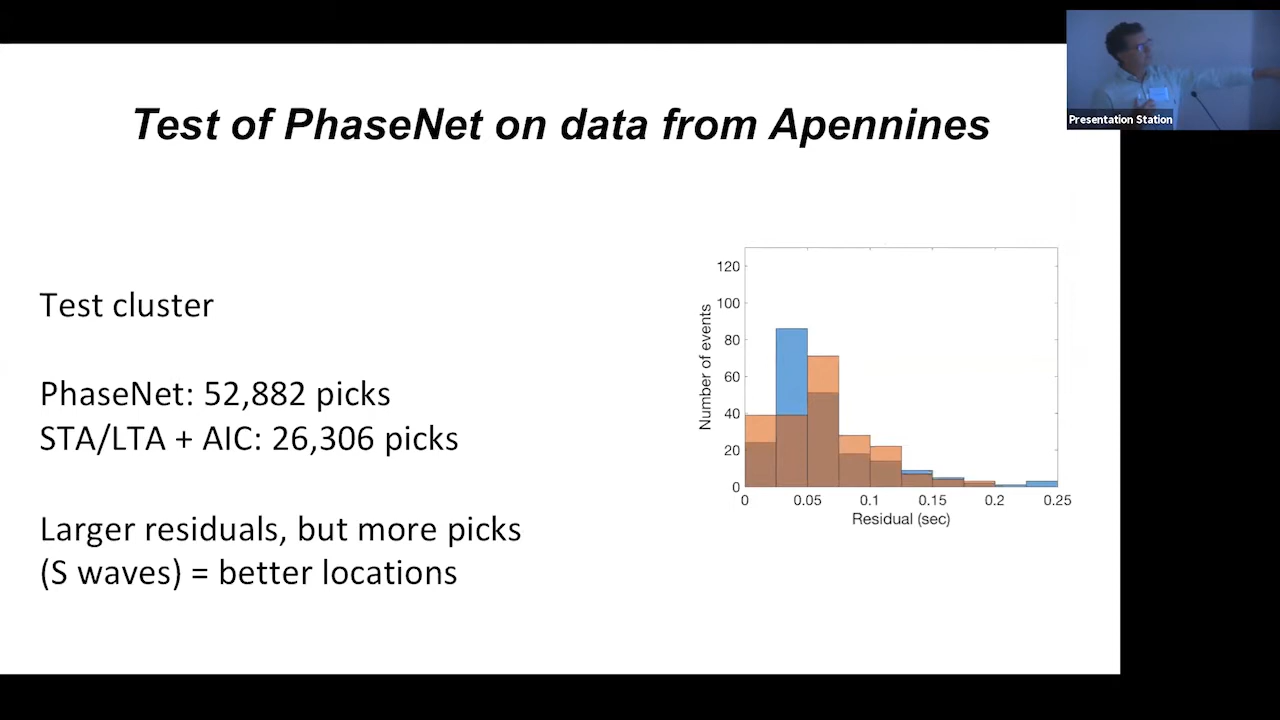 Test of PhaseNet on data from Apennines
Presentation Station
Test cluster
PhaseNet: 52,882 picks
STA/LTA + AIC: 26,306 picks
Larger residuals, but more picks
(S waves) = better locations
Number of events
120
100
80
60
40
20
0
0 0.05 0.1 0.15 0.2 0.25
Residual (sec)